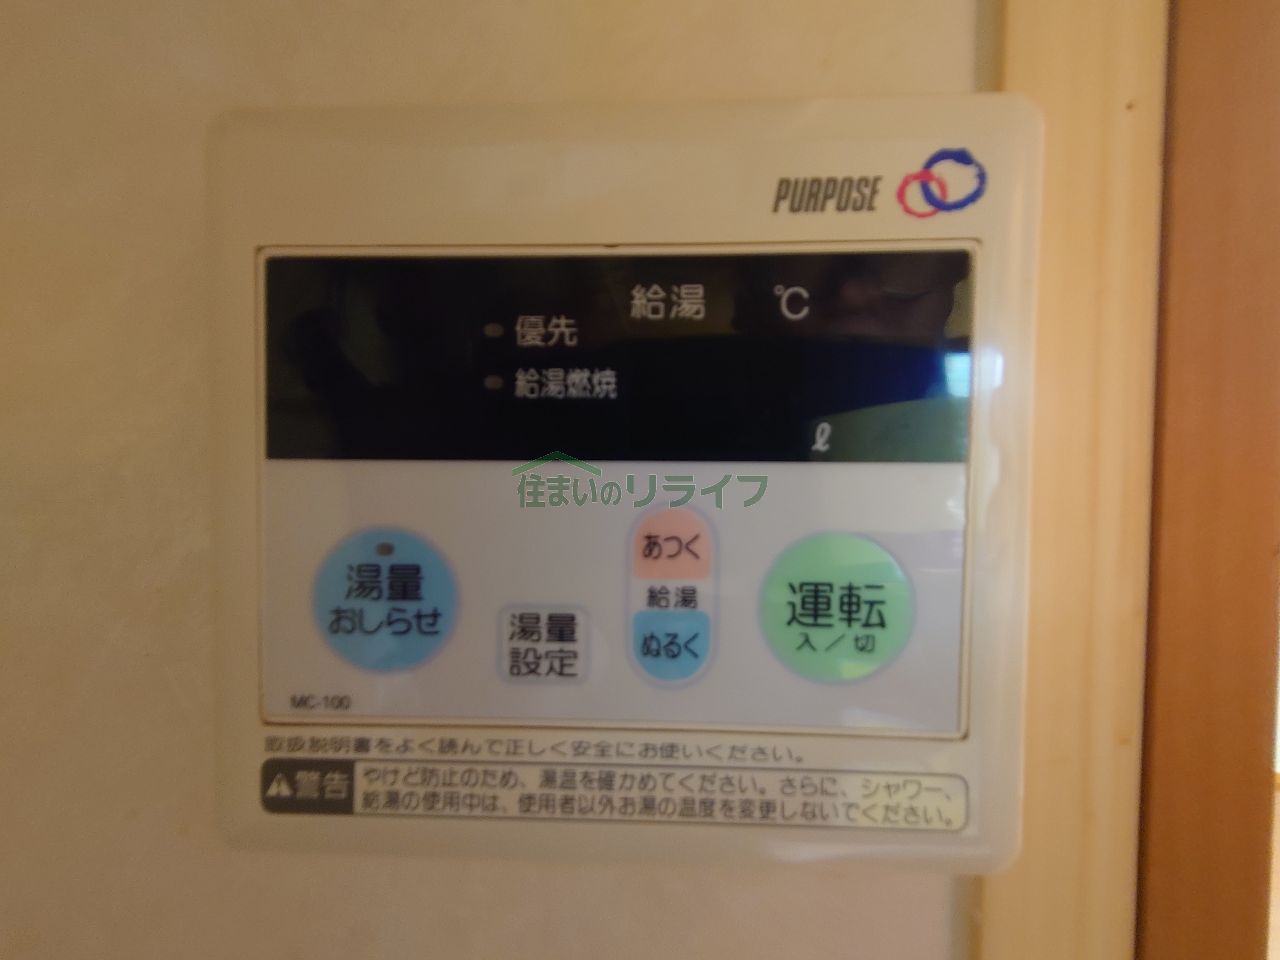 PURPOSE
給湯 ℃
優先
給湯燃焼
ℓ
住まいのリライフ
湯量
おしらせ
湯量
設定
あつく
給湯
ぬるく
運転
入／切
MC-100
取扱説明書をよく読んで正しく安全にお使いください。
警告
やけど防止のため、湯温を確かめてください。さらに、シャワー、
給湯の使用中は、使用者以外お湯の温度を変更しないでください。